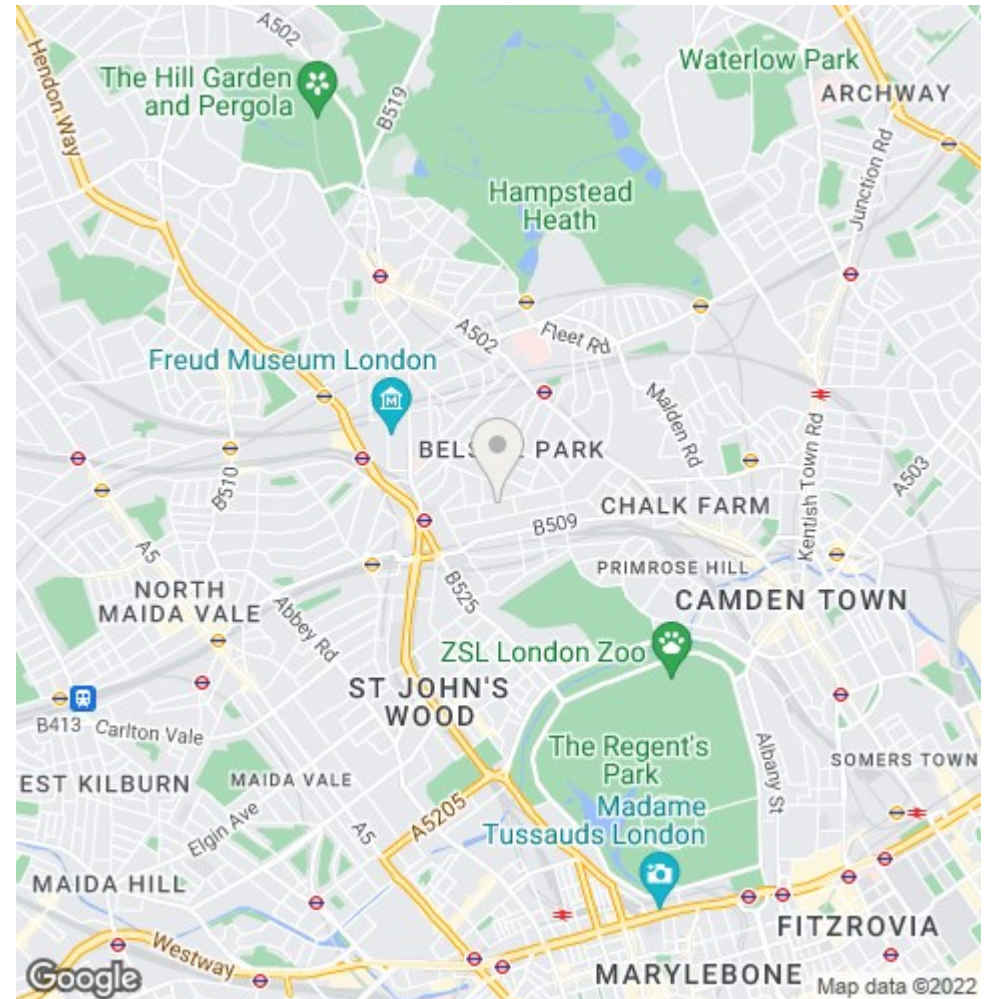 A502
Hendon Way
The Hill Garden
and Pergola
B519
Waterlow Park
ARCHWAY
Junction Rd
Hampstead
Heath
A502
Fleet Rd
Freud Museum London
M
Malden Rd
Kentish Town Rd
A503
BELS
E PARK
B510
CHALK FARM
B509
A5
PRIMROSE HILL
NORTH
MAIDA VALE
B525
CAMDEN TOWN
Abbey Rd
ZSL London Zoo
ST JOHN'S
WOOD
B413
Carlton Vale
The Regent's
Park
Albany St
SOMERS TOWN
EST KILBURN
MAIDA VALE
Madame
Tussauds London
Elgin Ave
A5
A5205
MAIDA HILL
FITZROVIA
Westway
MARYLEBONE
Google
Map data ©2022